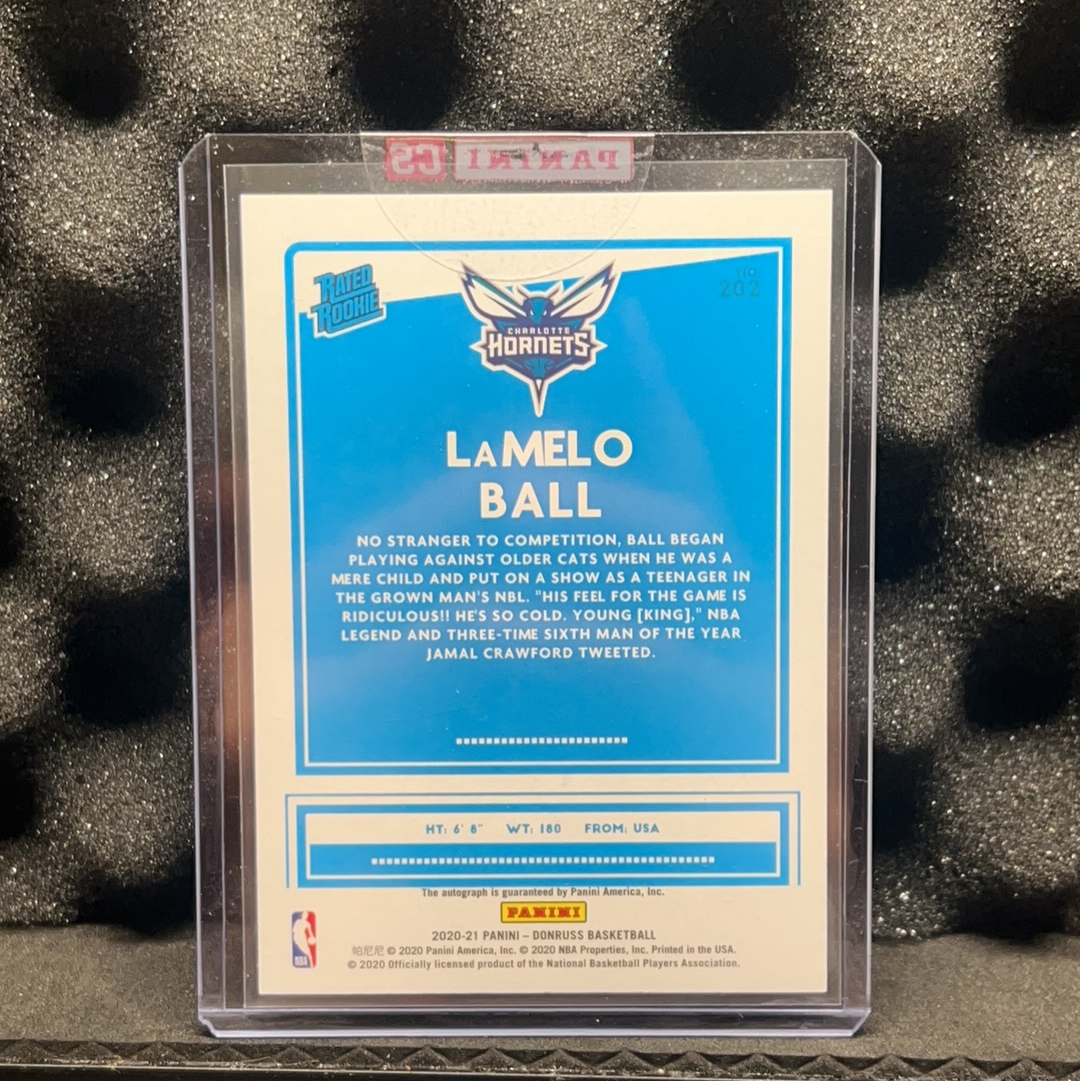 PANINI CS
RATED
ROOKIE
NO.
202
CHARLOTTE
HORNETS
LAMELO
BALL
NO STRANGER TO COMPETITION, BALL BEGAN
PLAYING AGAINST OLDER CATS WHEN HE WAS A
MERE CHILD AND PUT ON A SHOW AS A TEENAGER IN
THE GROWN MAN'S NBL. "HIS FEEL FOR THE GAME IS
RIDICULOUS!! HE'S SO COLD. YOUNG [KING]," NBA
LEGEND AND THREE-TIME SIXTH MAN OF THE YEAR
JAMAL CRAWFORD TWEETED.
HT: 6' 8" WT: 180 FROM: USA
The autograph is guaranteed by Panini America, Inc.
PANINI
NBA
2020-21 PANINI – DONRUSS BASKETBALL
帕尼尼 © 2020 Panini America, Inc. © 2020 NBA Properties, Inc. Printed in the USA.
© 2020 Officially licensed product of the National Basketball Players Association.